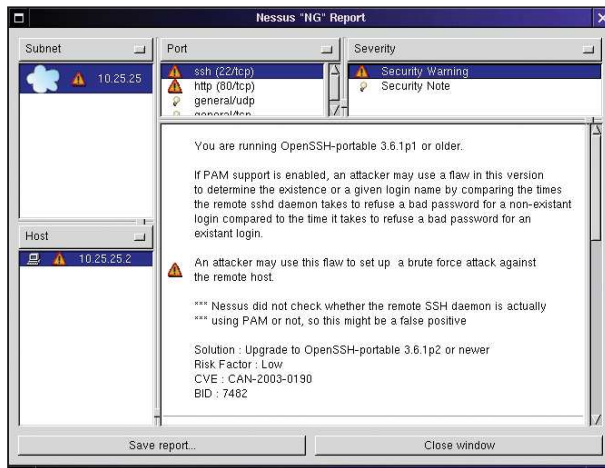 Nessus "NG" Report
Subnet
10.25.25
Port
ssh (22/tcp)
http (80/tcp)
general/udp
general/tcp
Severity
Security Warning
Security Note
Host
10.25.25.2
You are running OpenSSH-portable 3.6.1p1 or older.
If PAM support is enabled, an attacker may use a flaw in this version
to determine the existence or a given login name by comparing the times
the remote sshd daemon takes to refuse a bad password for a non-existant
login compared to the time it takes to refuse a bad password for an
existant login.
An attacker may use this flaw to set up a brute force attack against
the remote host.
*** Nessus did not check whether the remote SSH daemon is actually
*** using PAM or not, so this might be a false positive
Solution : Upgrade to OpenSSH-portable 3.6.1p2 or newer
Risk Factor : Low
CVE : CAN-2003-0190
BID : 7482
Save report...
Close window